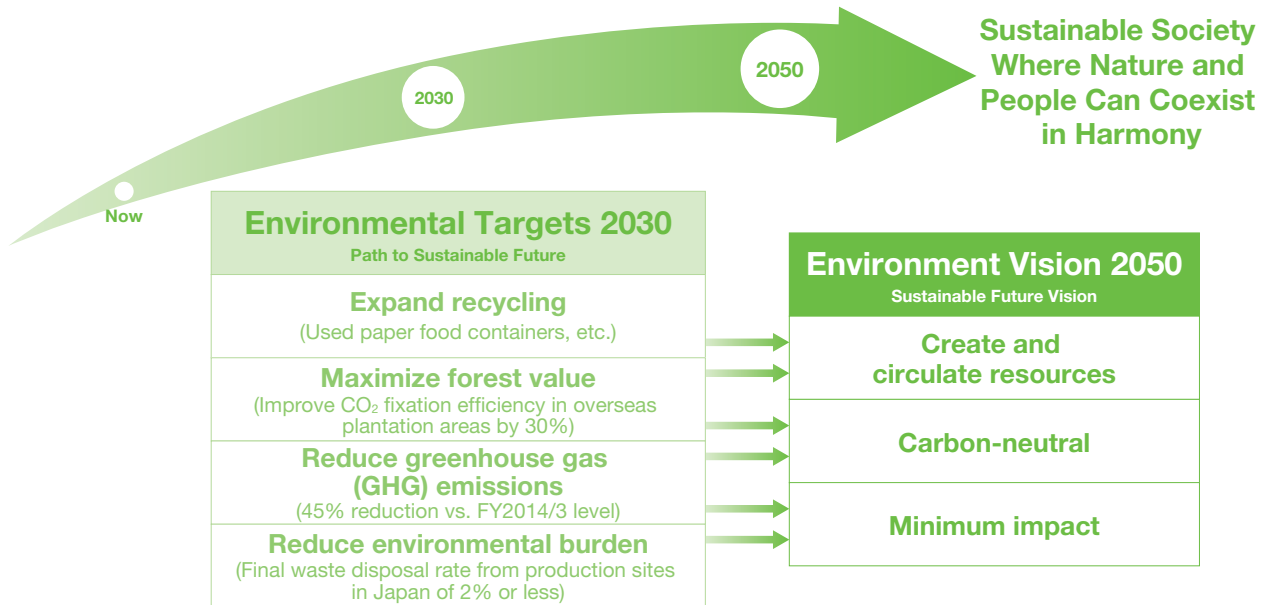 Sustainable Society
Where Nature and
People Can Coexist
in Harmony
2050
2030
Now
Environmental Targets 2030
Path to Sustainable Future
Expand recycling
(Used paper food containers, etc.)
Maximize forest value
(Improve CO₂ fixation efficiency in overseas
plantation areas by 30%)
Reduce greenhouse gas
(GHG) emissions
(45% reduction vs. FY2014/3 level)
Reduce environmental burden
(Final waste disposal rate from production sites
in Japan of 2% or less)
Environment Vision 2050
Sustainable Future Vision
Create and
circulate resources
Carbon-neutral
Minimum impact